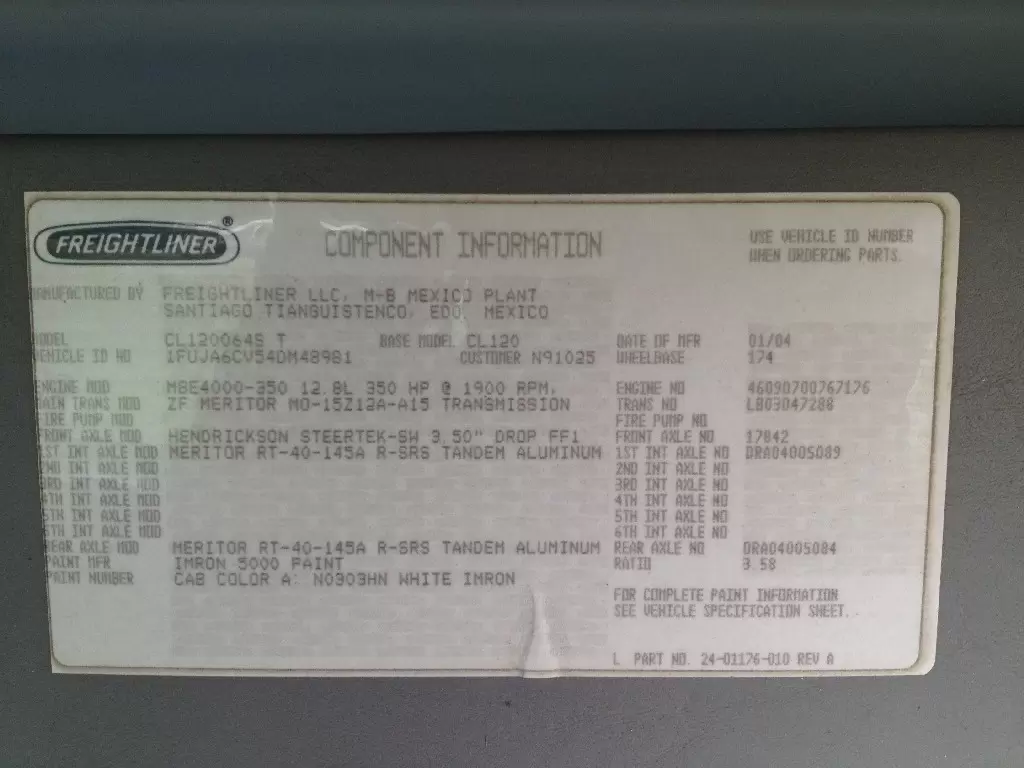 FREIGHTLINER ®
COMPONENT INFORMATION
USE VEHICLE ID NUMBER
WHEN ORDERING PARTS.
MANUFACTURED BY FREIGHTLINER LLC, M-B MEXICO PLANT
SANTIAGO TIANGUISTENCO, EDO. MEXICO
MODEL CL120064S T BASE MODEL CL120 DATE OF MFR 01/04
VEHICLE ID NO 1FUJA6CV54DM48981 CUSTOMER N91025 WHEELBASE 174
ENGINE MOD MBE4000-350 12.8L 350 HP @ 1900 RPM, ENGINE NO 46090700767176
MAIN TRANS MOD ZF MERITOR MO-15Z12A-A15 TRANSMISSION TRANS NO LB03047288
FIRE PUMP MOD FIRE PUMP NO
FRONT AXLE MOD HENDRICKSON STEERTEK-SW 3.50" DROP FF1 FRONT AXLE NO 17842
1ST INT AXLE MOD MERITOR RT-40-145A R-SRS TANDEM ALUMINUM 1ST INT AXLE NO DRA04005089
2ND INT AXLE MOD 2ND INT AXLE NO
3RD INT AXLE MOD 3RD INT AXLE NO
4TH INT AXLE MOD 4TH INT AXLE NO
5TH INT AXLE MOD 5TH INT AXLE NO
6TH INT AXLE MOD 6TH INT AXLE NO
REAR AXLE MOD MERITOR RT-40-145A R-SRS TANDEM ALUMINUM REAR AXLE NO DRA04005084
PAINT MFR IMRON 5000 PAINT RATIO 3.58
PAINT NUMBER CAB COLOR A: N0303HN WHITE IMRON
FOR COMPLETE PAINT INFORMATION
SEE VEHICLE SPECIFICATION SHEET.
L PART NO. 24-01176-010 REV A